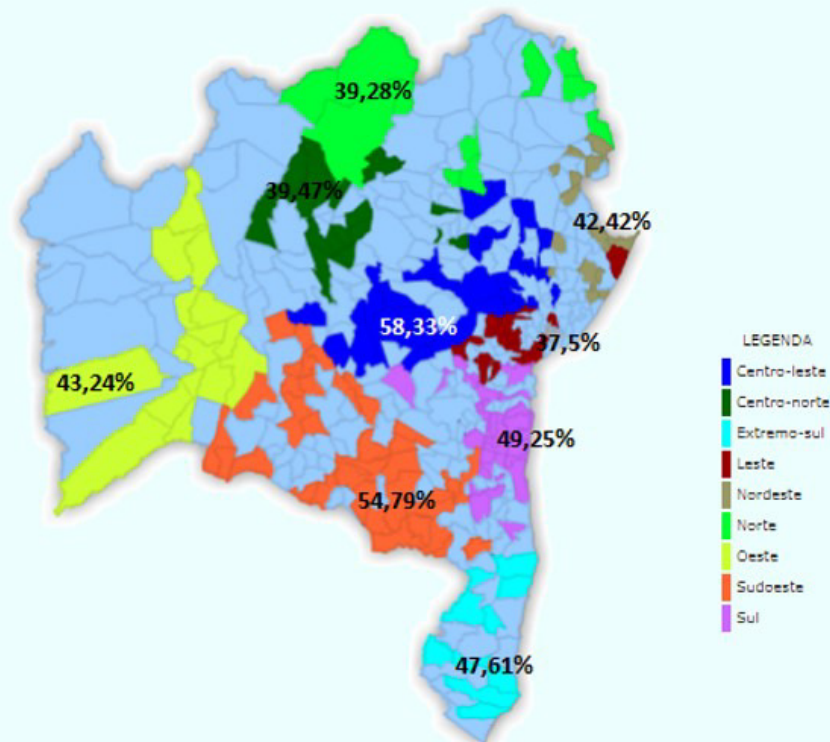 39,28%
39,47%
42,42%
58,33%
37,5%
43,24%
49,25%
54,79%
47,61%
LEGENDA
Centro-leste
Centro-norte
Extremo-sul
Leste
Nordeste
Norte
Oeste
Sudoeste
Sul